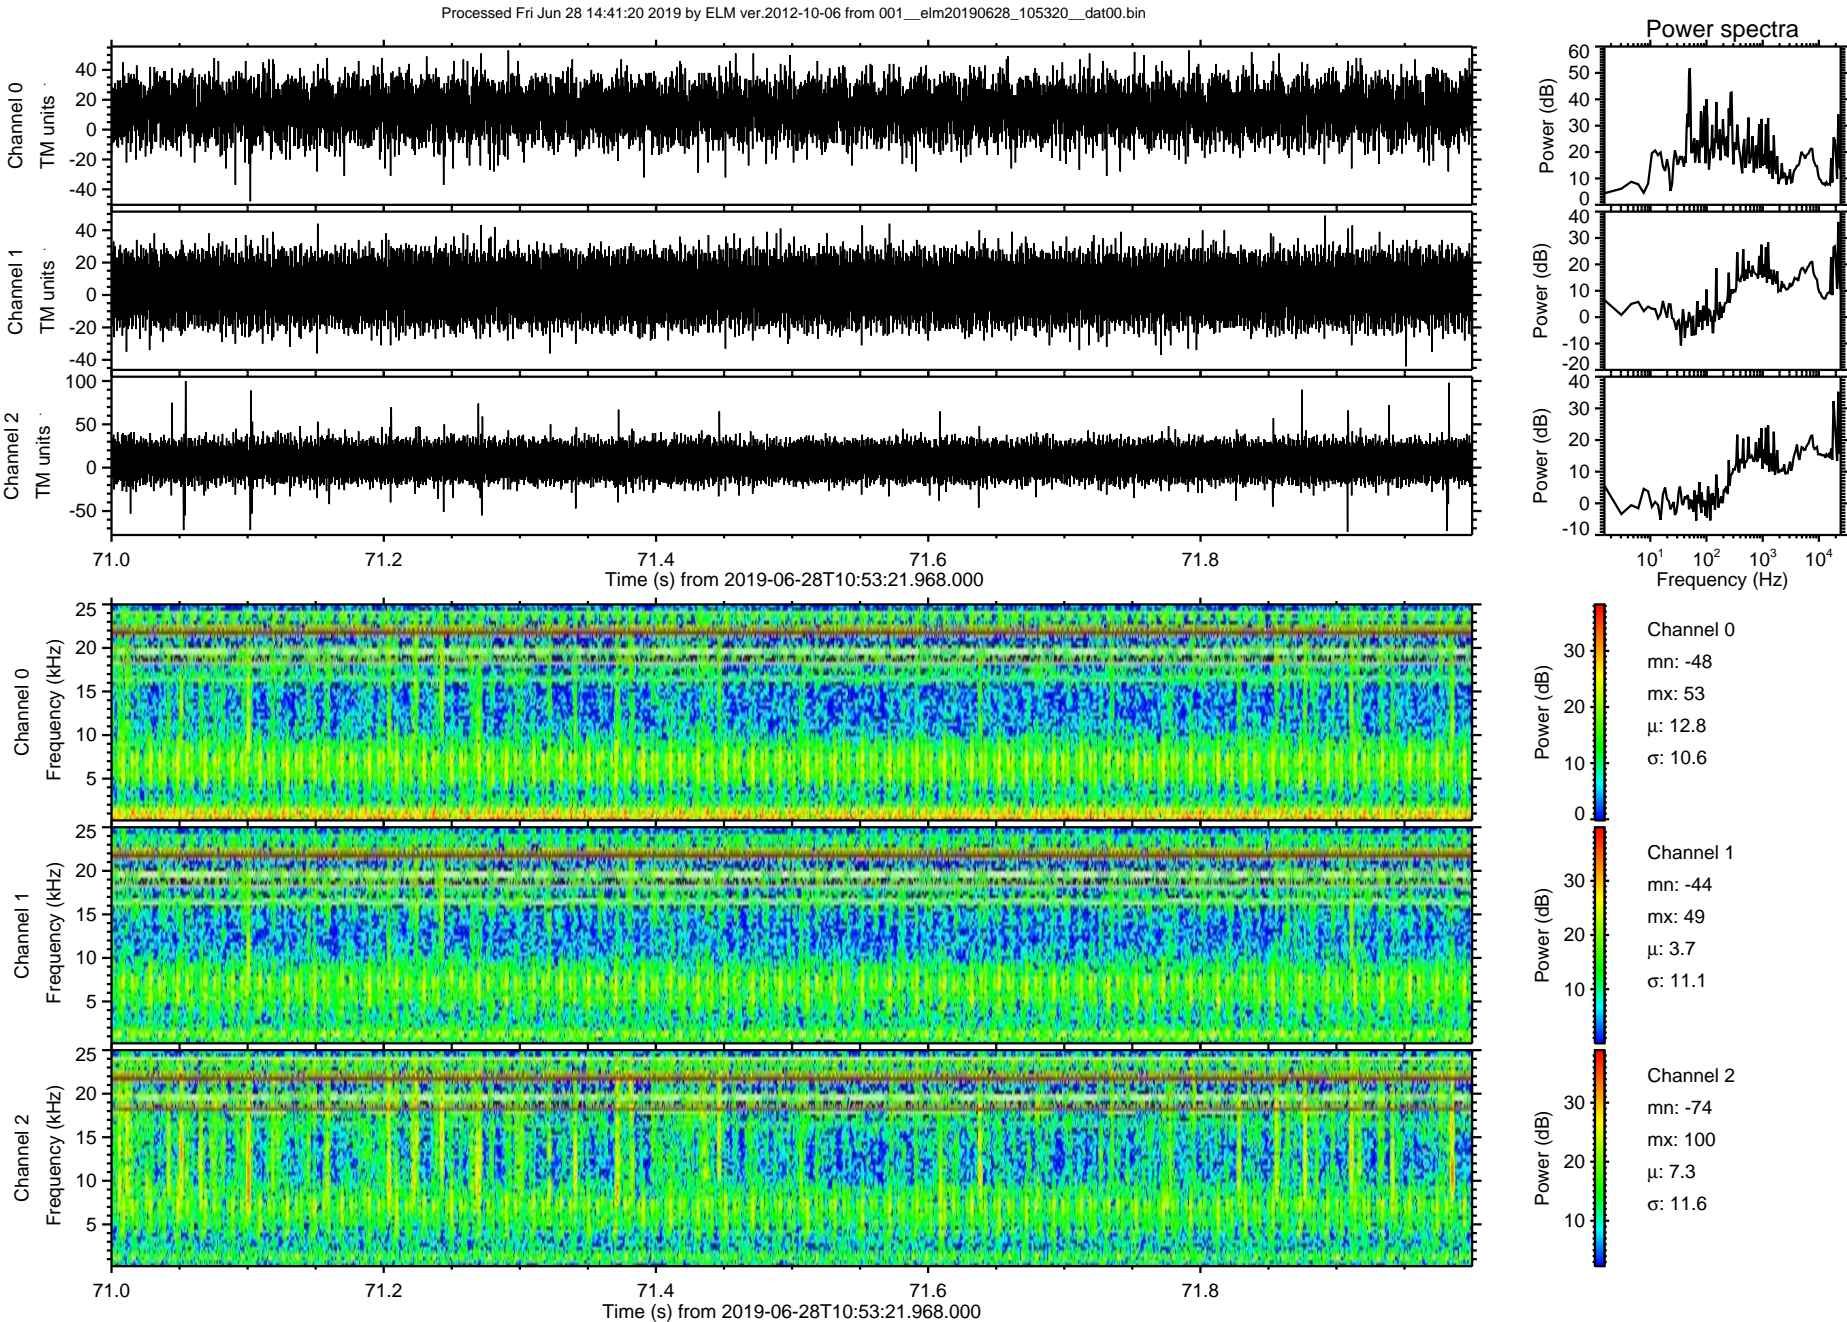 Processed Fri Jun 28 14:41:20 2019 by ELM ver.2012-10-06 from 001__elm20190628_105320__dat00.bin
Power spectra
Channel 0
TM units
40
20
0
-20
-40
Power (dB)
60
50
40
30
20
10
0
Channel 1
TM units
40
20
0
-20
-40
Power (dB)
40
30
20
10
0
-10
-20
Channel 2
TM units
100
50
0
-50
Power (dB)
40
30
20
10
0
-10
71.0 71.2 71.4 71.6 71.8
Time (s) from 2019-06-28T10:53:21.968.000
10¹ 10² 10³ 10⁴
Frequency (Hz)
Channel 0
Frequency (kHz)
25
20
15
10
5
Power (dB)
30
20
10
0
Channel 0
mn: -48
mx: 53
μ: 12.8
σ: 10.6
Channel 1
Frequency (kHz)
25
20
15
10
5
Power (dB)
30
20
10
Channel 1
mn: -44
mx: 49
μ: 3.7
σ: 11.1
Channel 2
Frequency (kHz)
25
20
15
10
5
Power (dB)
30
20
10
Channel 2
mn: -74
mx: 100
μ: 7.3
σ: 11.6
71.0 71.2 71.4 71.6 71.8
Time (s) from 2019-06-28T10:53:21.968.000